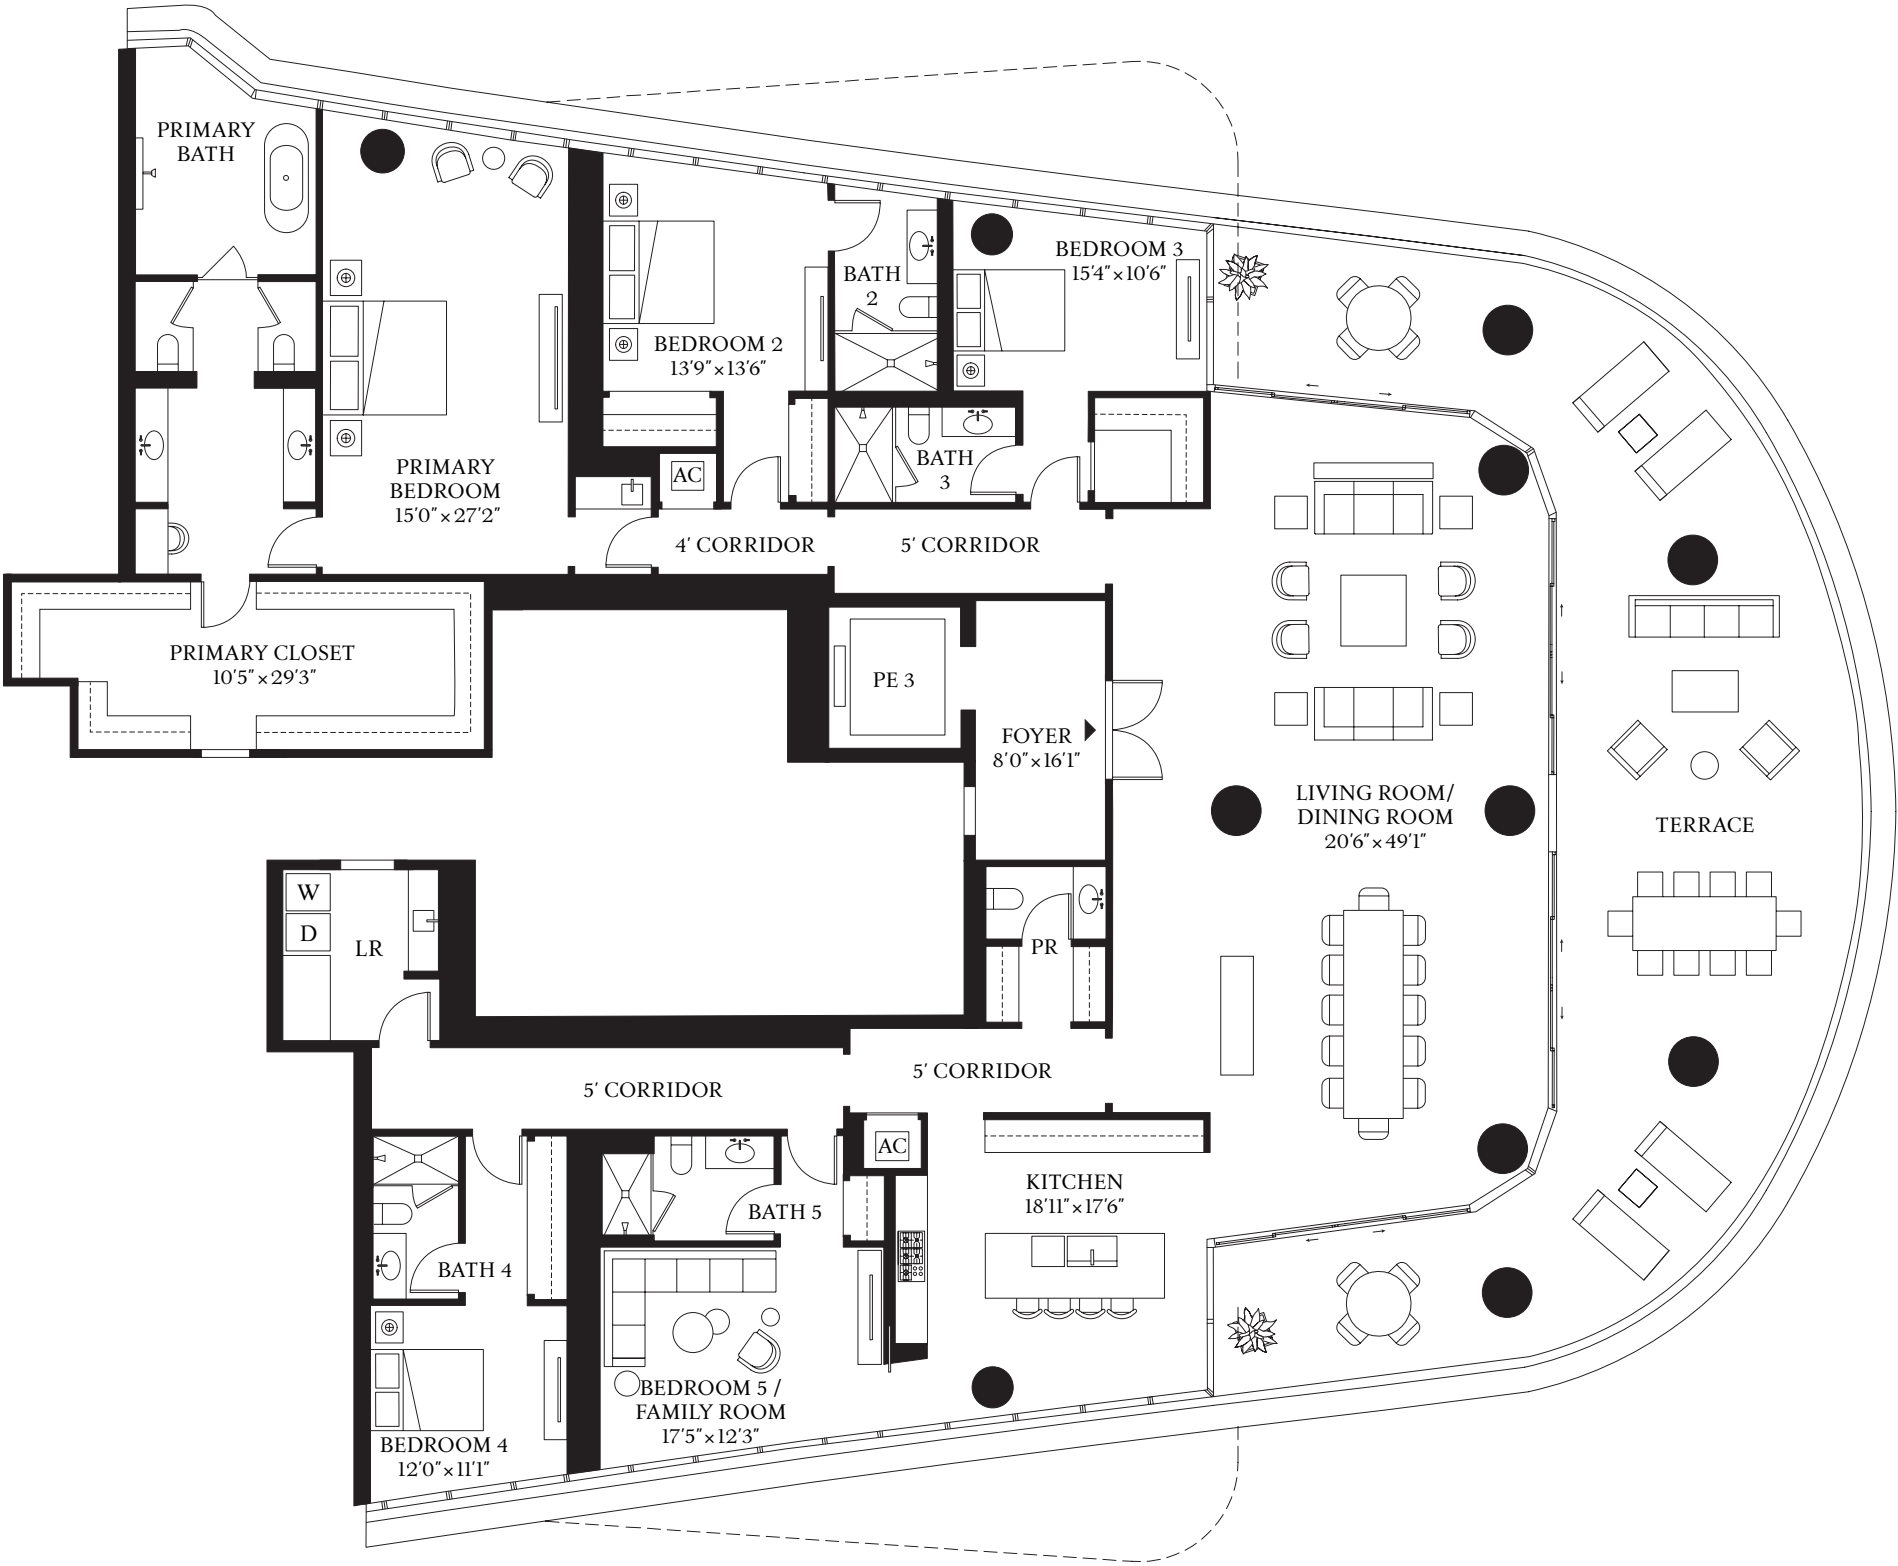 PRIMARY
BATH
BEDROOM 3
15'4"×10'6"
BATH
2
BEDROOM 2
13'9"×13'6"
PRIMARY
BEDROOM
15'0"×27'2"
AC
BATH
3
4' CORRIDOR
5' CORRIDOR
PRIMARY CLOSET
10'5"×29'3"
PE 3
FOYER
8'0"×16'1"
LIVING ROOM/
DINING ROOM
20'6"×49'1"
TERRACE
W
D
LR
PR
5' CORRIDOR
5' CORRIDOR
AC
KITCHEN
18'11"×17'6"
BATH 5
BATH 4
BEDROOM 5 /
FAMILY ROOM
17'5"×12'3"
BEDROOM 4
12'0"×11'1"